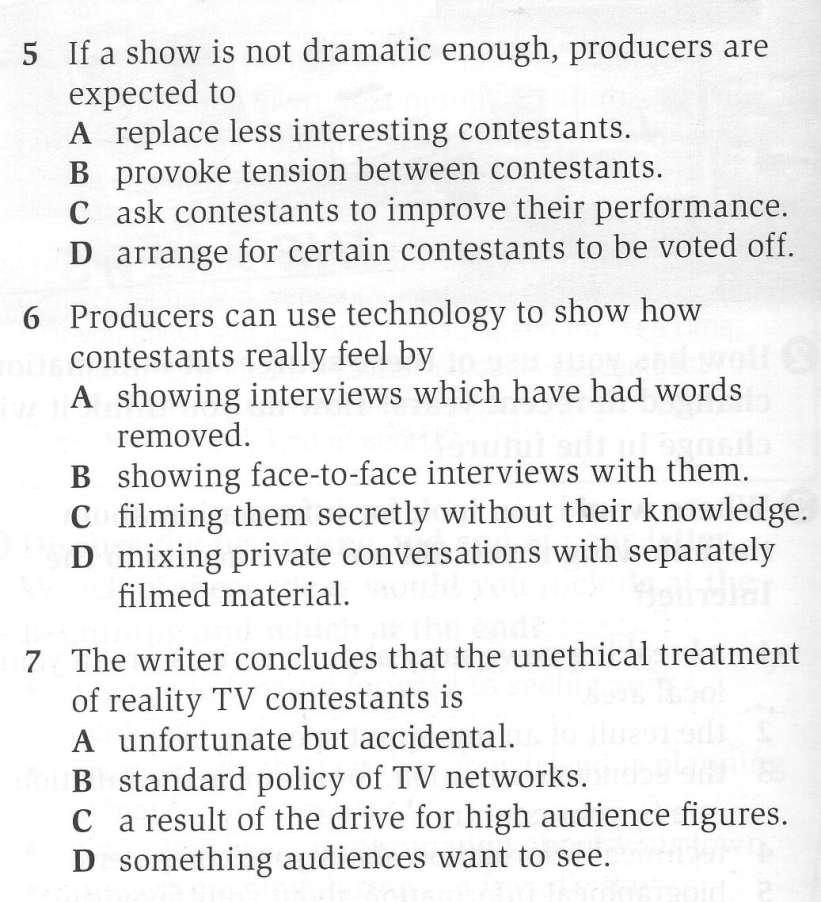 5 If a show is not dramatic enough, producers are
expected to
A replace less interesting contestants.
B provoke tension between contestants.
C ask contestants to improve their performance.
D arrange for certain contestants to be voted off.
6 Producers can use technology to show how
contestants really feel by
A showing interviews which have had words
removed.
B showing face-to-face interviews with them.
C filming them secretly without their knowledge.
D mixing private conversations with separately
filmed material.
7 The writer concludes that the unethical treatment
of reality TV contestants is
A unfortunate but accidental.
B standard policy of TV networks.
C a result of the drive for high audience figures.
D something audiences want to see.